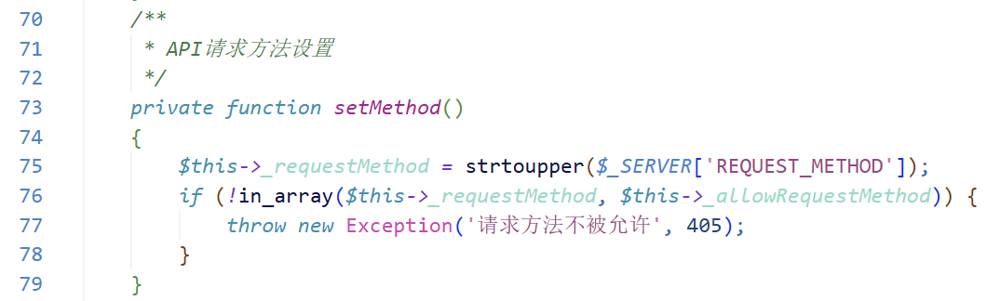 70 /**
71  * API请求方法设置
72  */
73 private function setMethod()
74 {
75     $this->_requestMethod = strtoupper($_SERVER['REQUEST_METHOD']);
76     if (!in_array($this->_requestMethod, $this->_allowRequestMethod)) {
77         throw new Exception('请求方法不被允许', 405);
78     }
79 }